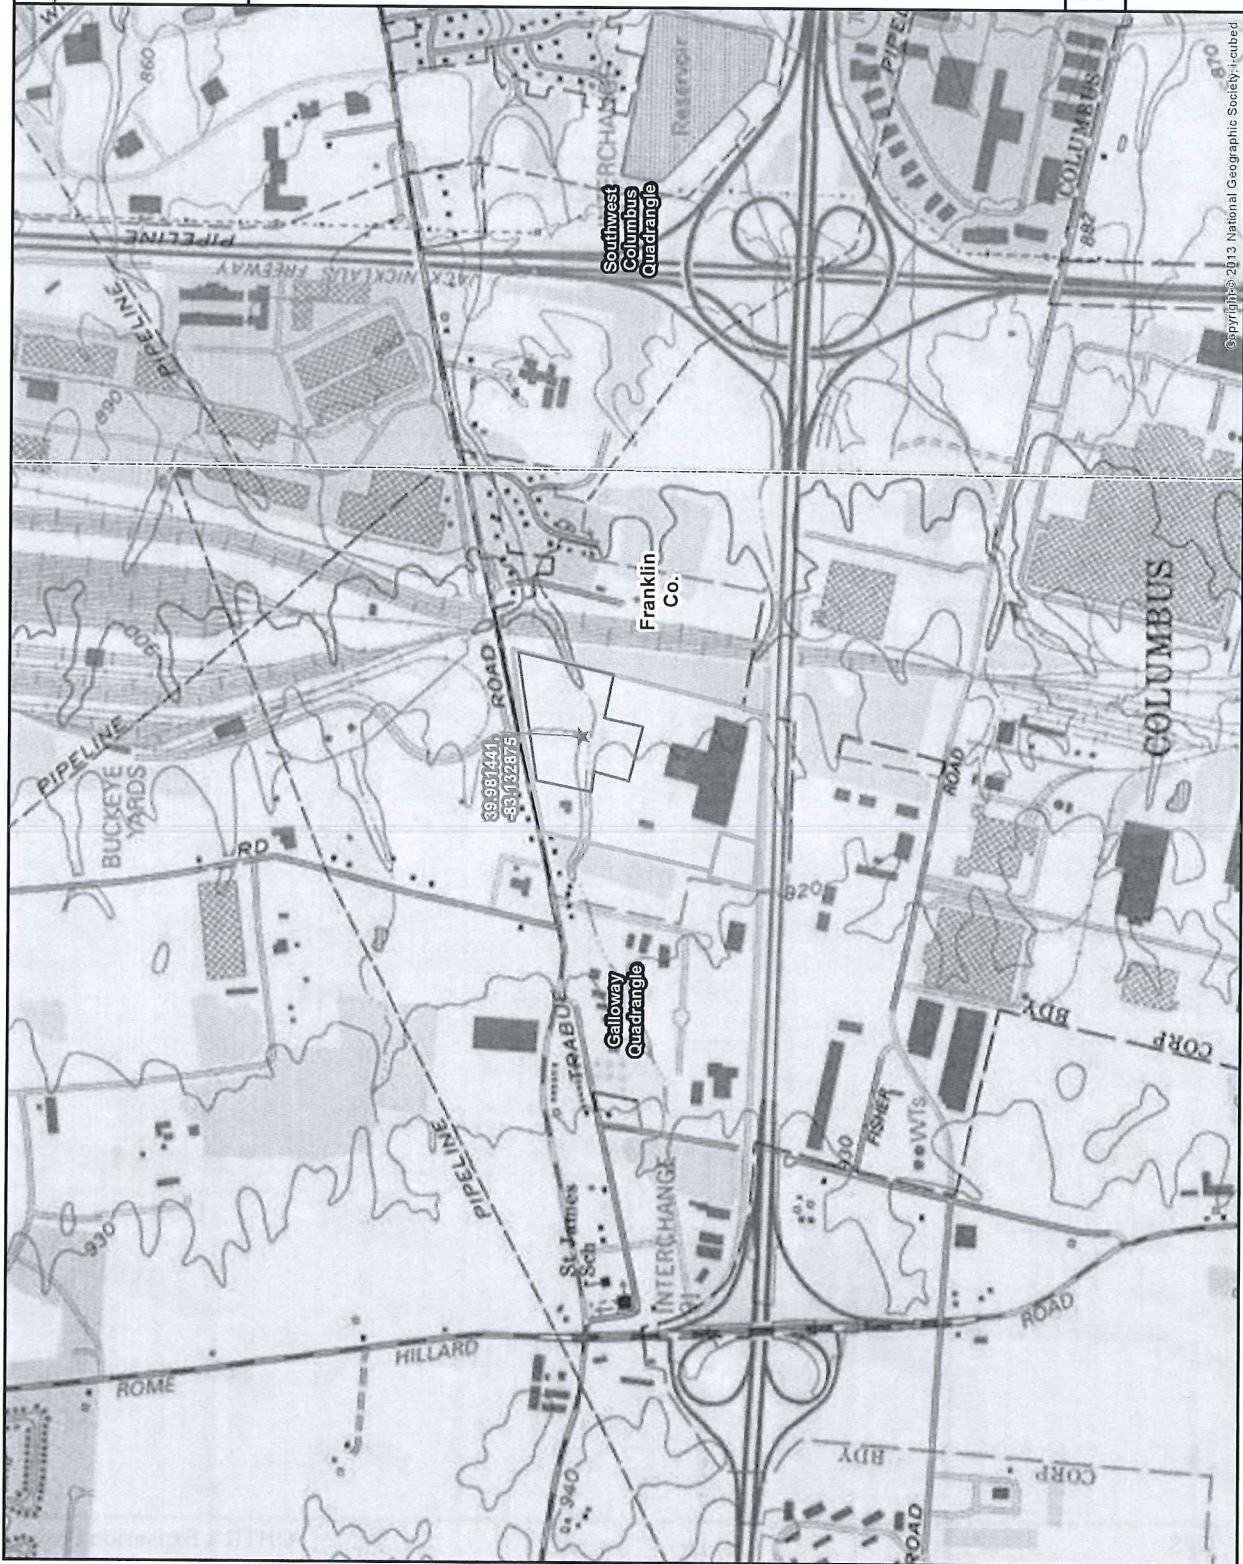 860
870
PIPELINE
PIPELINE
JACK NICKLAUS FREEWAY
890
Reservoir
Southwest
Columbus
Quadrangle
COLUMBUS
882
900
PIPELINE
BUCKEYE
YARDS
RD
ROAD
39.981441,
-83.132875
Franklin
Co.
COLUMBUS
ROAD
920
TRABUE
Galloway
Quadrangle
BDY
CORP
FISHER
WTs
930
PIPELINE
930
St James
Sch
INTERCHANGE
91
ROME
HILLARD
ROAD
940
BDY
CORP
ROAD
Copyright:© 2013 National Geographic Society, i-cubed